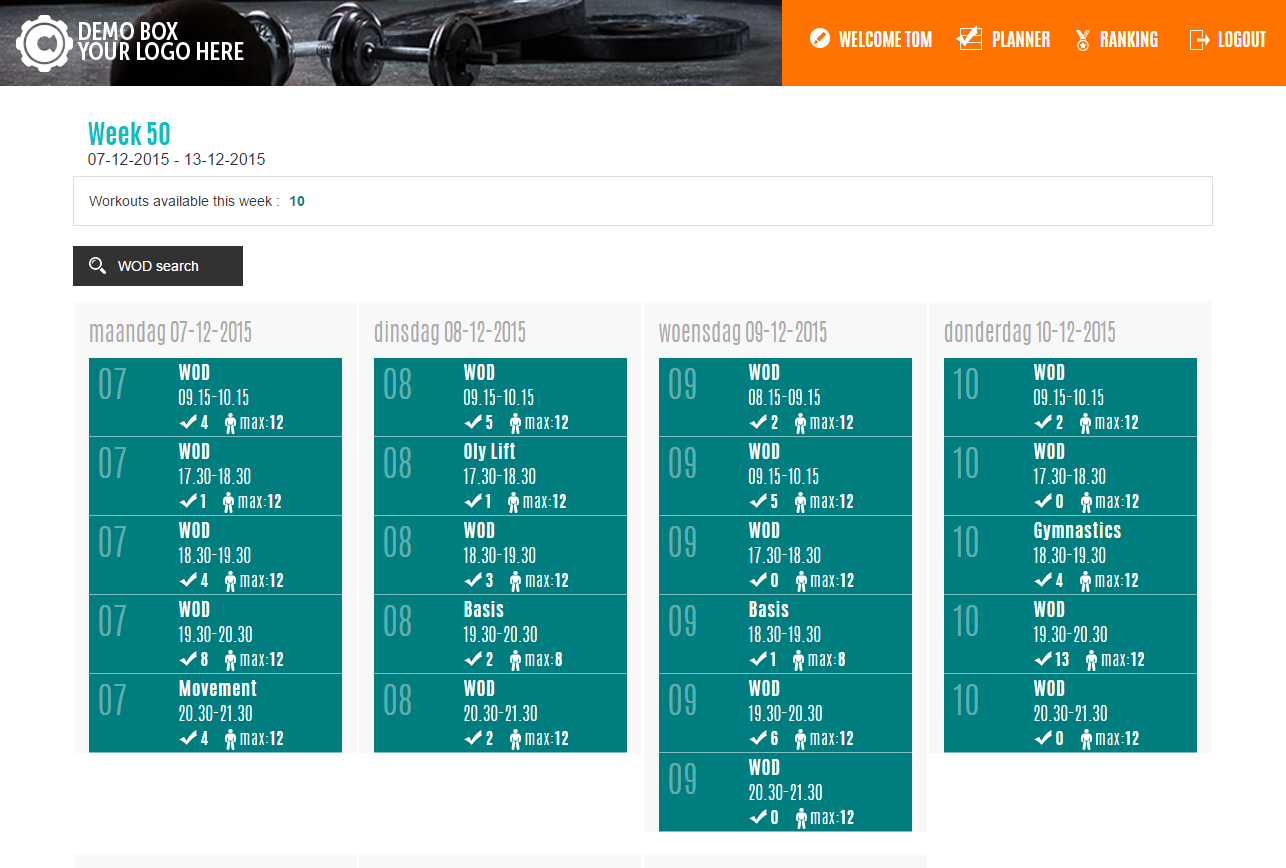 DEMO BOX
YOUR LOGO HERE
WELCOME TOM
PLANNER
RANKING
LOGOUT
Week 50
07-12-2015 - 13-12-2015
Workouts available this week : 10
WOD search
maandag 07-12-2015
07
WOD
09.15-10.15
4 max:12
07
WOD
17.30-18.30
1 max:12
07
WOD
18.30-19.30
4 max:12
07
WOD
19.30-20.30
8 max:12
07
Movement
20.30-21.30
4 max:12
dinsdag 08-12-2015
08
WOD
09.15-10.15
5 max:12
08
Oly Lift
17.30-18.30
1 max:12
08
WOD
18.30-19.30
3 max:12
08
Basis
19.30-20.30
2 max:8
08
WOD
20.30-21.30
2 max:12
woensdag 09-12-2015
09
WOD
08.15-09.15
2 max:12
09
WOD
09.15-10.15
5 max:12
09
WOD
17.30-18.30
0 max:12
09
Basis
18.30-19.30
1 max:8
09
WOD
19.30-20.30
6 max:12
09
WOD
20.30-21.30
0 max:12
donderdag 10-12-2015
10
WOD
09.15-10.15
2 max:12
10
WOD
17.30-18.30
0 max:12
10
Gymnastics
18.30-19.30
4 max:12
10
WOD
19.30-20.30
13 max:12
10
WOD
20.30-21.30
0 max:12